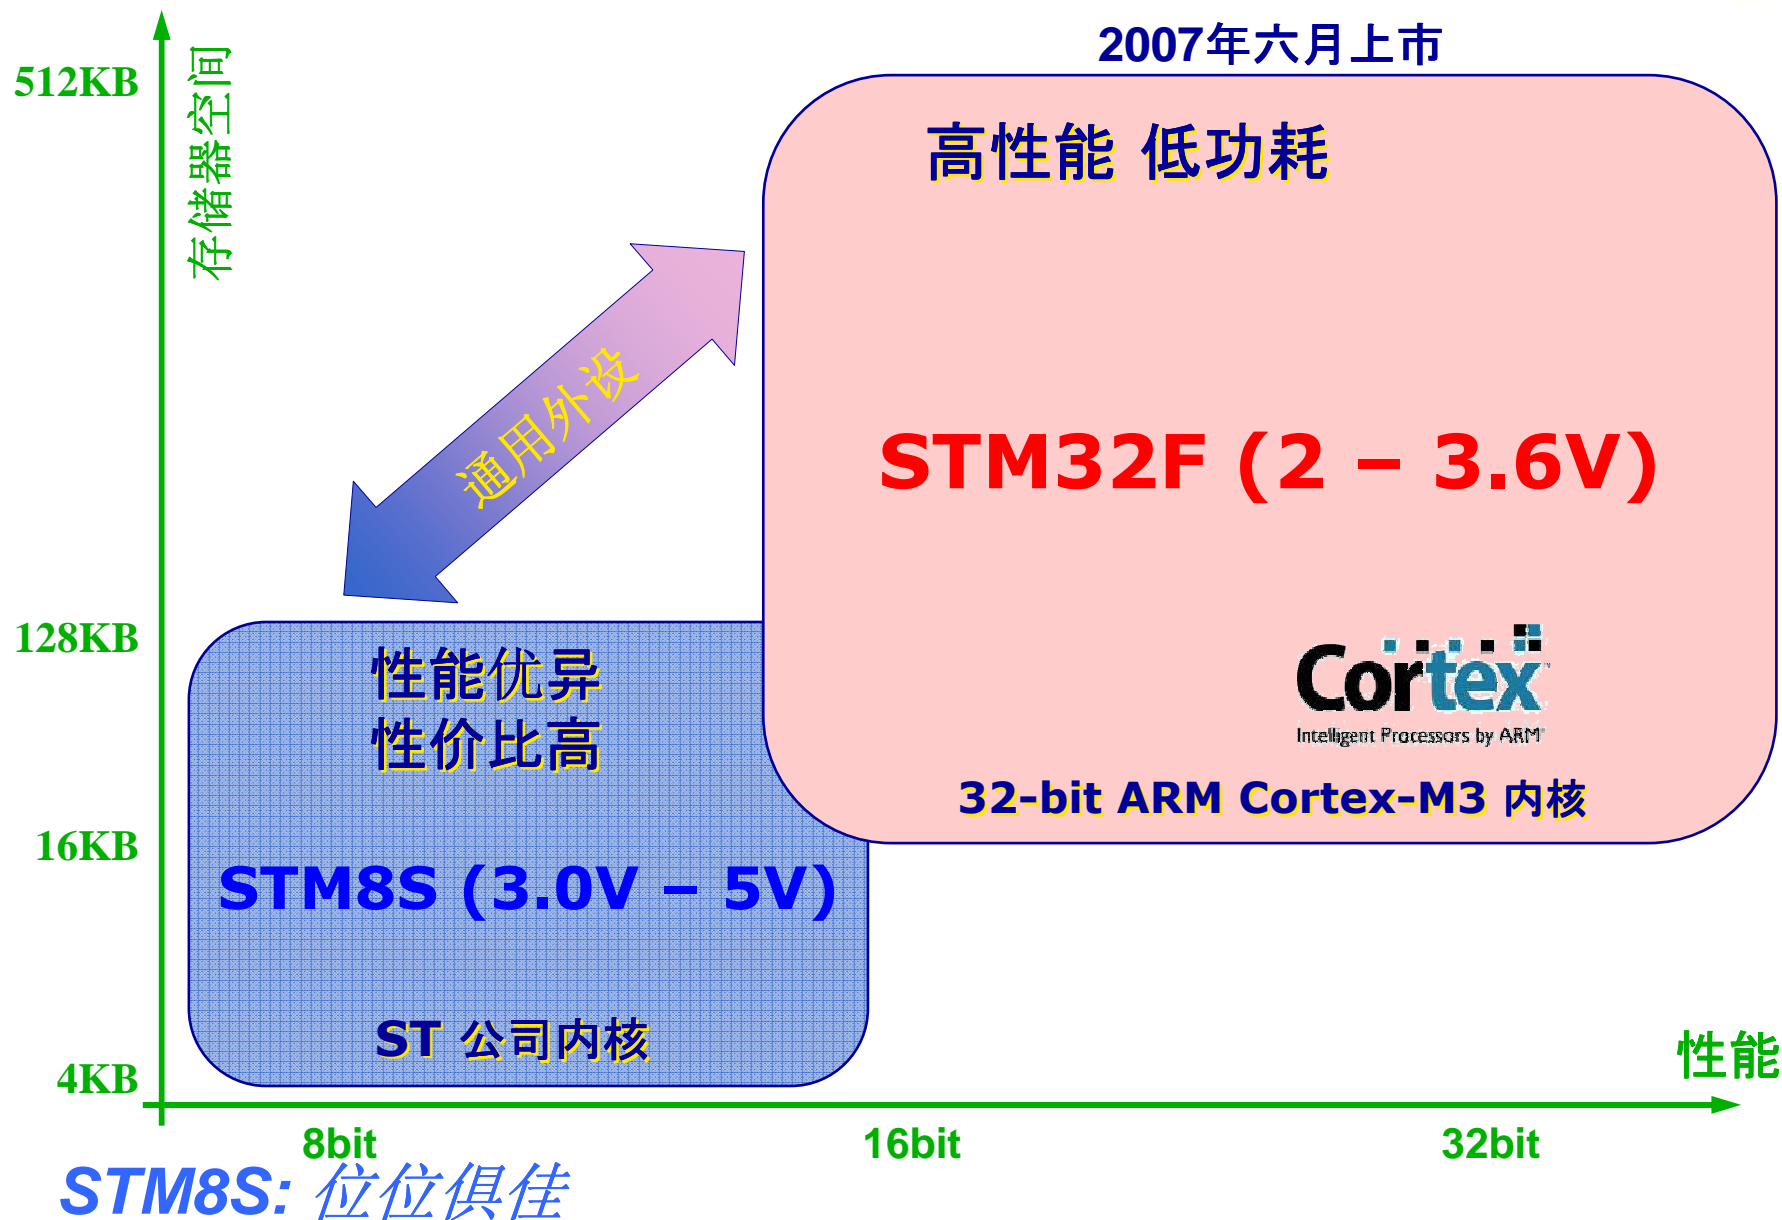 2007年六月上市
512KB
存储器空间
高性能 低功耗
通用外设
STM32F (2 – 3.6V)
128KB
性能优异
性价比高
Cortex
Intelligent Processors by ARM
32-bit ARM Cortex-M3 内核
16KB
STM8S (3.0V – 5V)
ST 公司内核
性能
4KB
8bit
16bit
32bit
STM8S: 位位俱佳